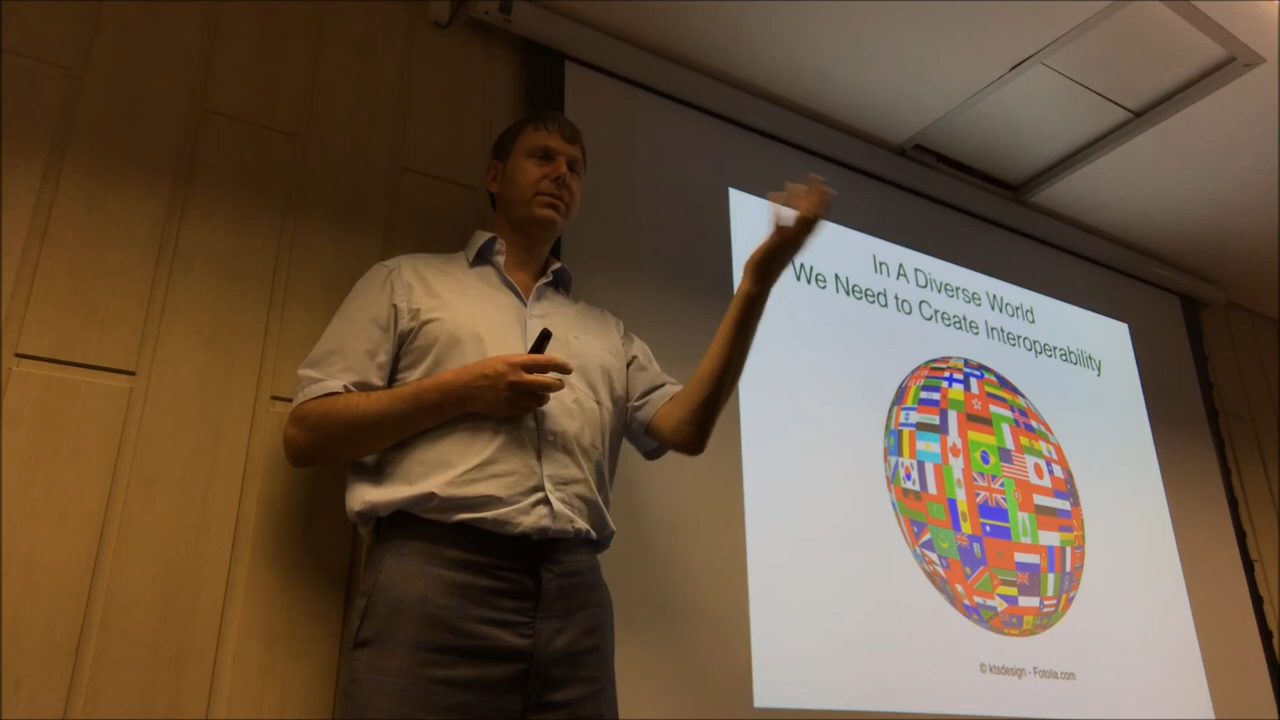 In A Diverse World
We Need to Create Interoperability
© ktsdesign - Fotolia.com